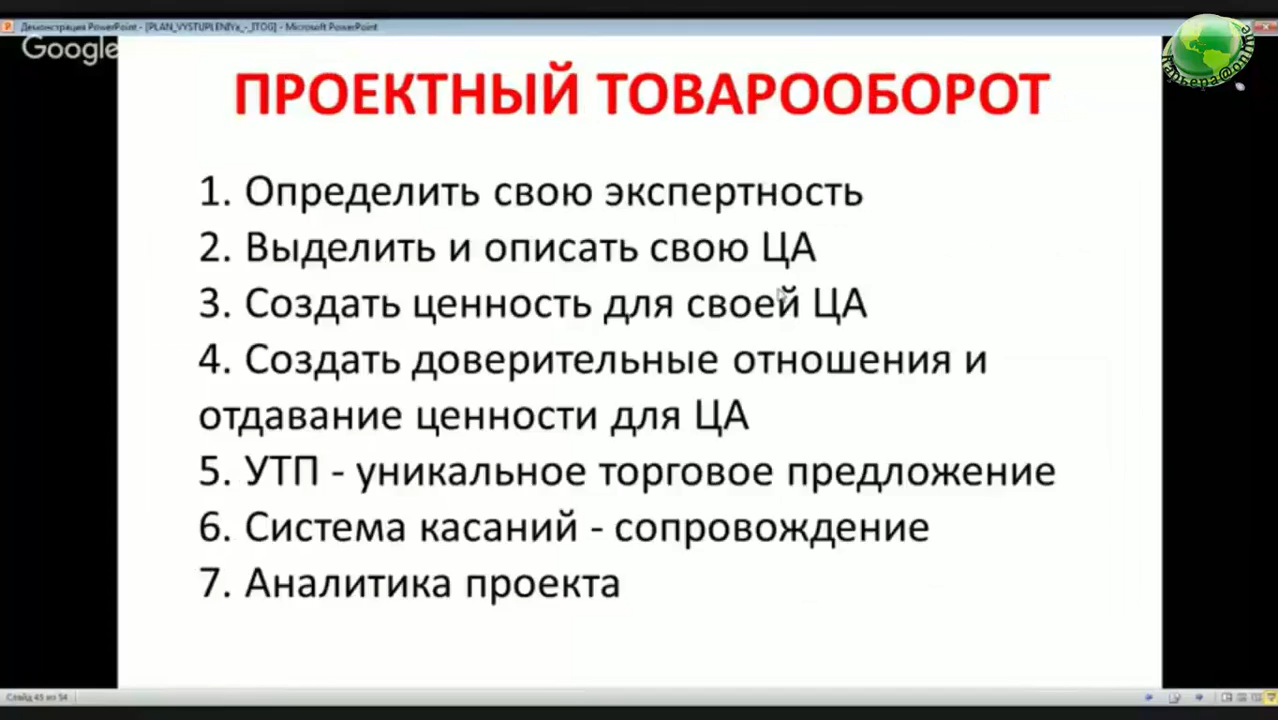 Демонстрация PowerPoint - [PLAN_VYSTUPLENIYa_-_ITOG] - Microsoft PowerPoint
Google
карьера@online
ПРОЕКТНЫЙ ТОВАРООБОРОТ
1. Определить свою экспертность
2. Выделить и описать свою ЦА
3. Создать ценность для своей ЦА
4. Создать доверительные отношения и
отдавание ценности для ЦА
5. УТП - уникальное торговое предложение
6. Система касаний - сопровождение
7. Аналитика проекта
Слайд 45 из 54